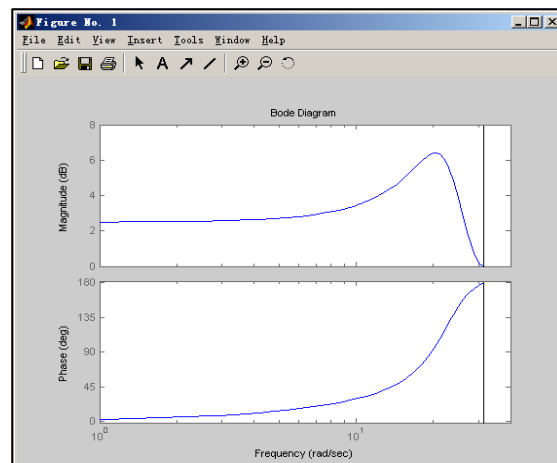 Figure No. 1
File Edit View Insert Tools Window Help
A
Bode Diagram
Magnitude (dB)
8
6
4
2
0
Phase (deg)
180
135
90
45
0
10^0
10^1
Frequency (rad/sec)